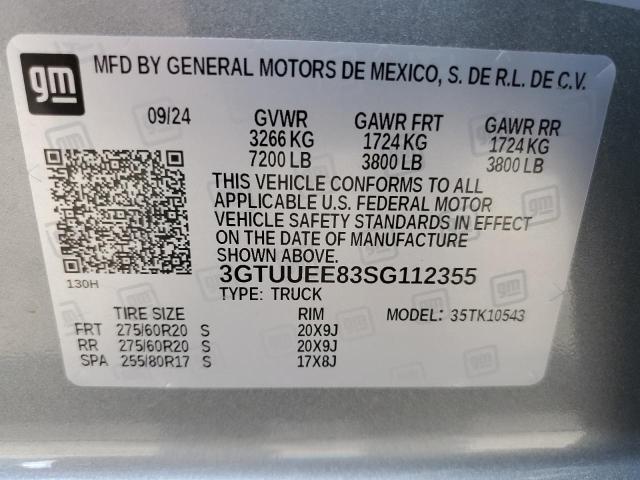 gm
MFD BY GENERAL MOTORS DE MEXICO, S. DE R.L. DE C.V.
09/24 GVWR GAWR FRT GAWR RR
3266 KG 1724 KG 1724 KG
7200 LB 3800 LB 3800 LB
THIS VEHICLE CONFORMS TO ALL
APPLICABLE U.S. FEDERAL MOTOR
VEHICLE SAFETY STANDARDS IN EFFECT
ON THE DATE OF MANUFACTURE
SHOWN ABOVE.
130H
3GTUUEE83SG112355
TYPE: TRUCK MODEL: 35TK10543
TIRE SIZE RIM
FRT 275/60R20 S 20X9J
RR 275/60R20 S 20X9J
SPA 255/80R17 S 17X8J